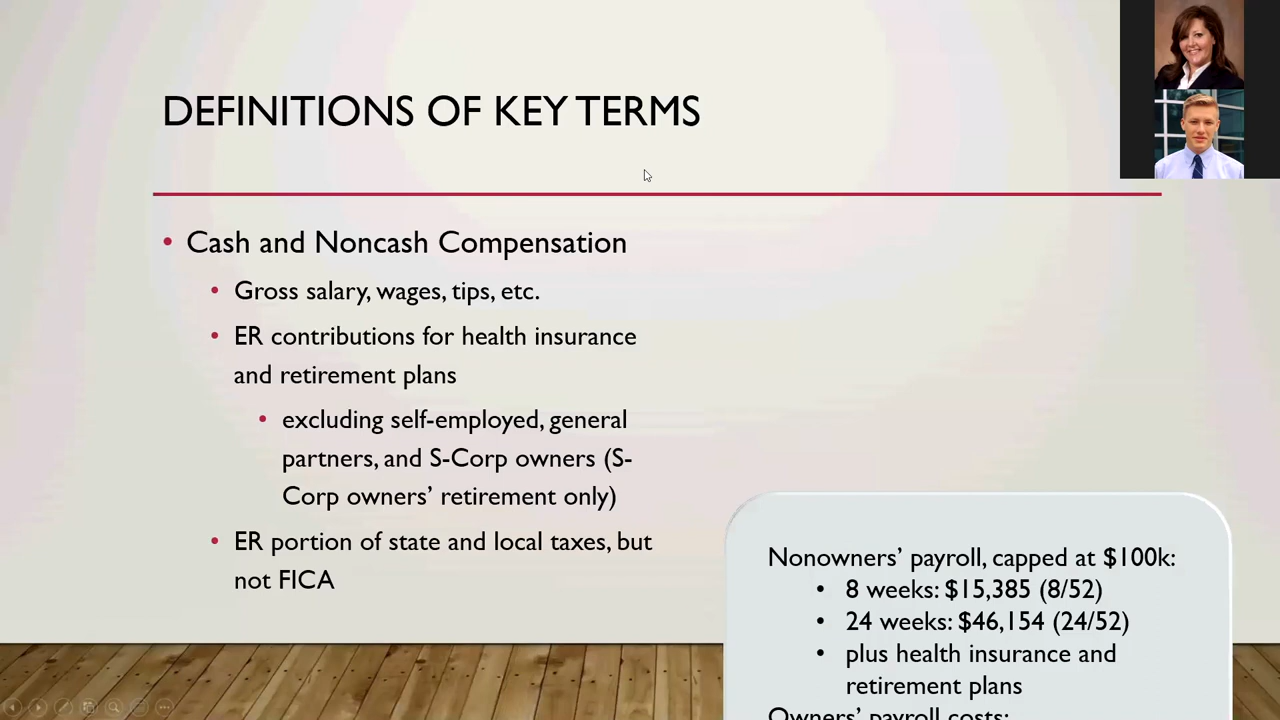 DEFINITIONS OF KEY TERMS
• Cash and Noncash Compensation
• Gross salary, wages, tips, etc.
• ER contributions for health insurance
and retirement plans
• excluding self-employed, general
partners, and S-Corp owners (S-
Corp owners’ retirement only)
• ER portion of state and local taxes, but
not FICA
Nonowners’ payroll, capped at $100k:
• 8 weeks: $15,385 (8/52)
• 24 weeks: $46,154 (24/52)
• plus health insurance and
retirement plans
Owners’ payroll costs: